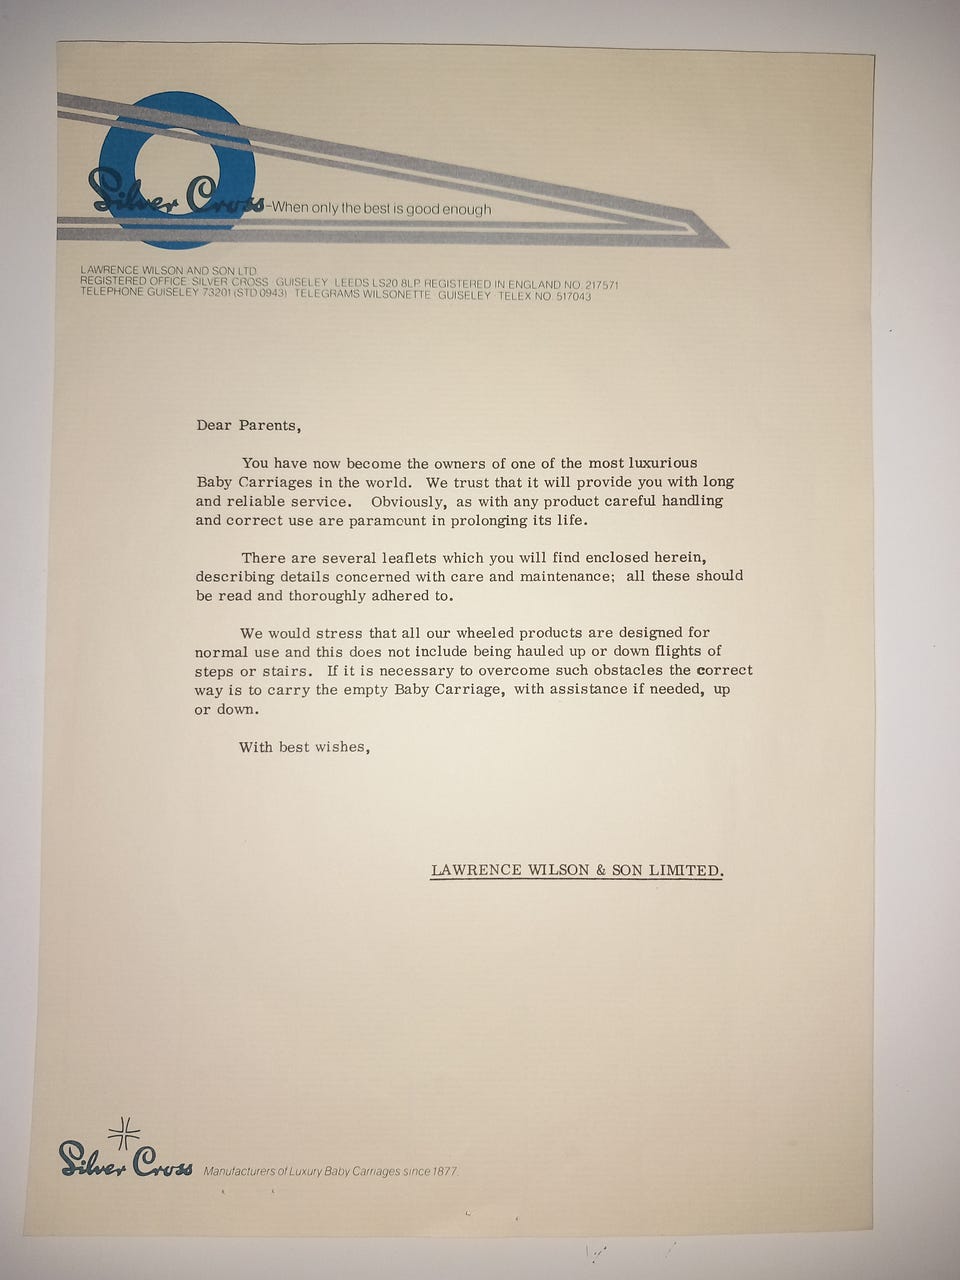 Silver Cross-When only the best is good enough
LAWRENCE WILSON AND SON LTD.
REGISTERED OFFICE: SILVER CROSS GUISELEY LEEDS LS20 8LP REGISTERED IN ENGLAND NO. 217571
TELEPHONE GUISELEY 73201 (STD 0943) TELEGRAMS WILSONETTE GUISELEY TELEX NO. 517043
Dear Parents,
You have now become the owners of one of the most luxurious
Baby Carriages in the world. We trust that it will provide you with long
and reliable service. Obviously, as with any product careful handling
and correct use are paramount in prolonging its life.
There are several leaflets which you will find enclosed herein,
describing details concerned with care and maintenance; all these should
be read and thoroughly adhered to.
We would stress that all our wheeled products are designed for
normal use and this does not include being hauled up or down flights of
steps or stairs. If it is necessary to overcome such obstacles the correct
way is to carry the empty Baby Carriage, with assistance if needed, up
or down.
With best wishes,
LAWRENCE WILSON & SON LIMITED.
Silver Cross Manufacturers of Luxury Baby Carriages since 1877.